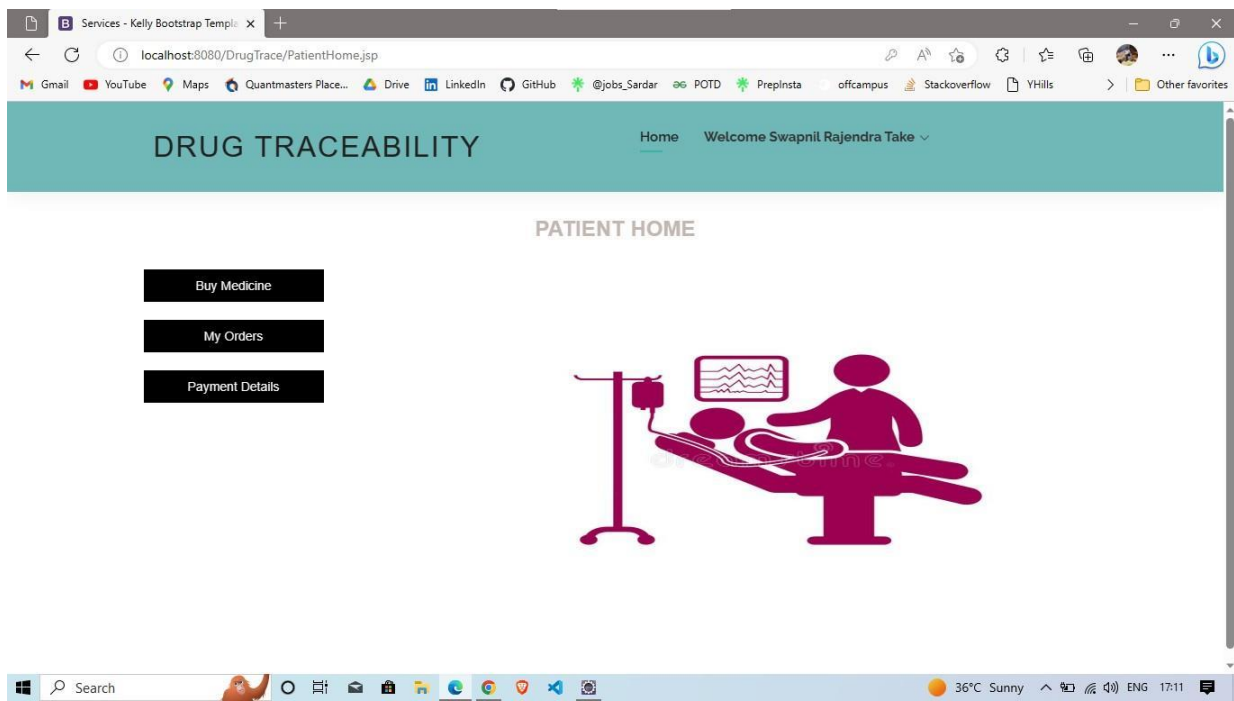 Services - Kelly Bootstrap Templa
localhost:8080/DrugTrace/PatientHome.jsp
Gmail YouTube Maps Quantmasters Place... Drive LinkedIn GitHub @jobs_Sardar POTD PrepInsta offcampus Stackoverflow YHills Other favorites
DRUG TRACEABILITY Home Welcome Swapnil Rajendra Take
PATIENT HOME
Buy Medicine
My Orders
Payment Details
Search 36°C Sunny ENG 17:11